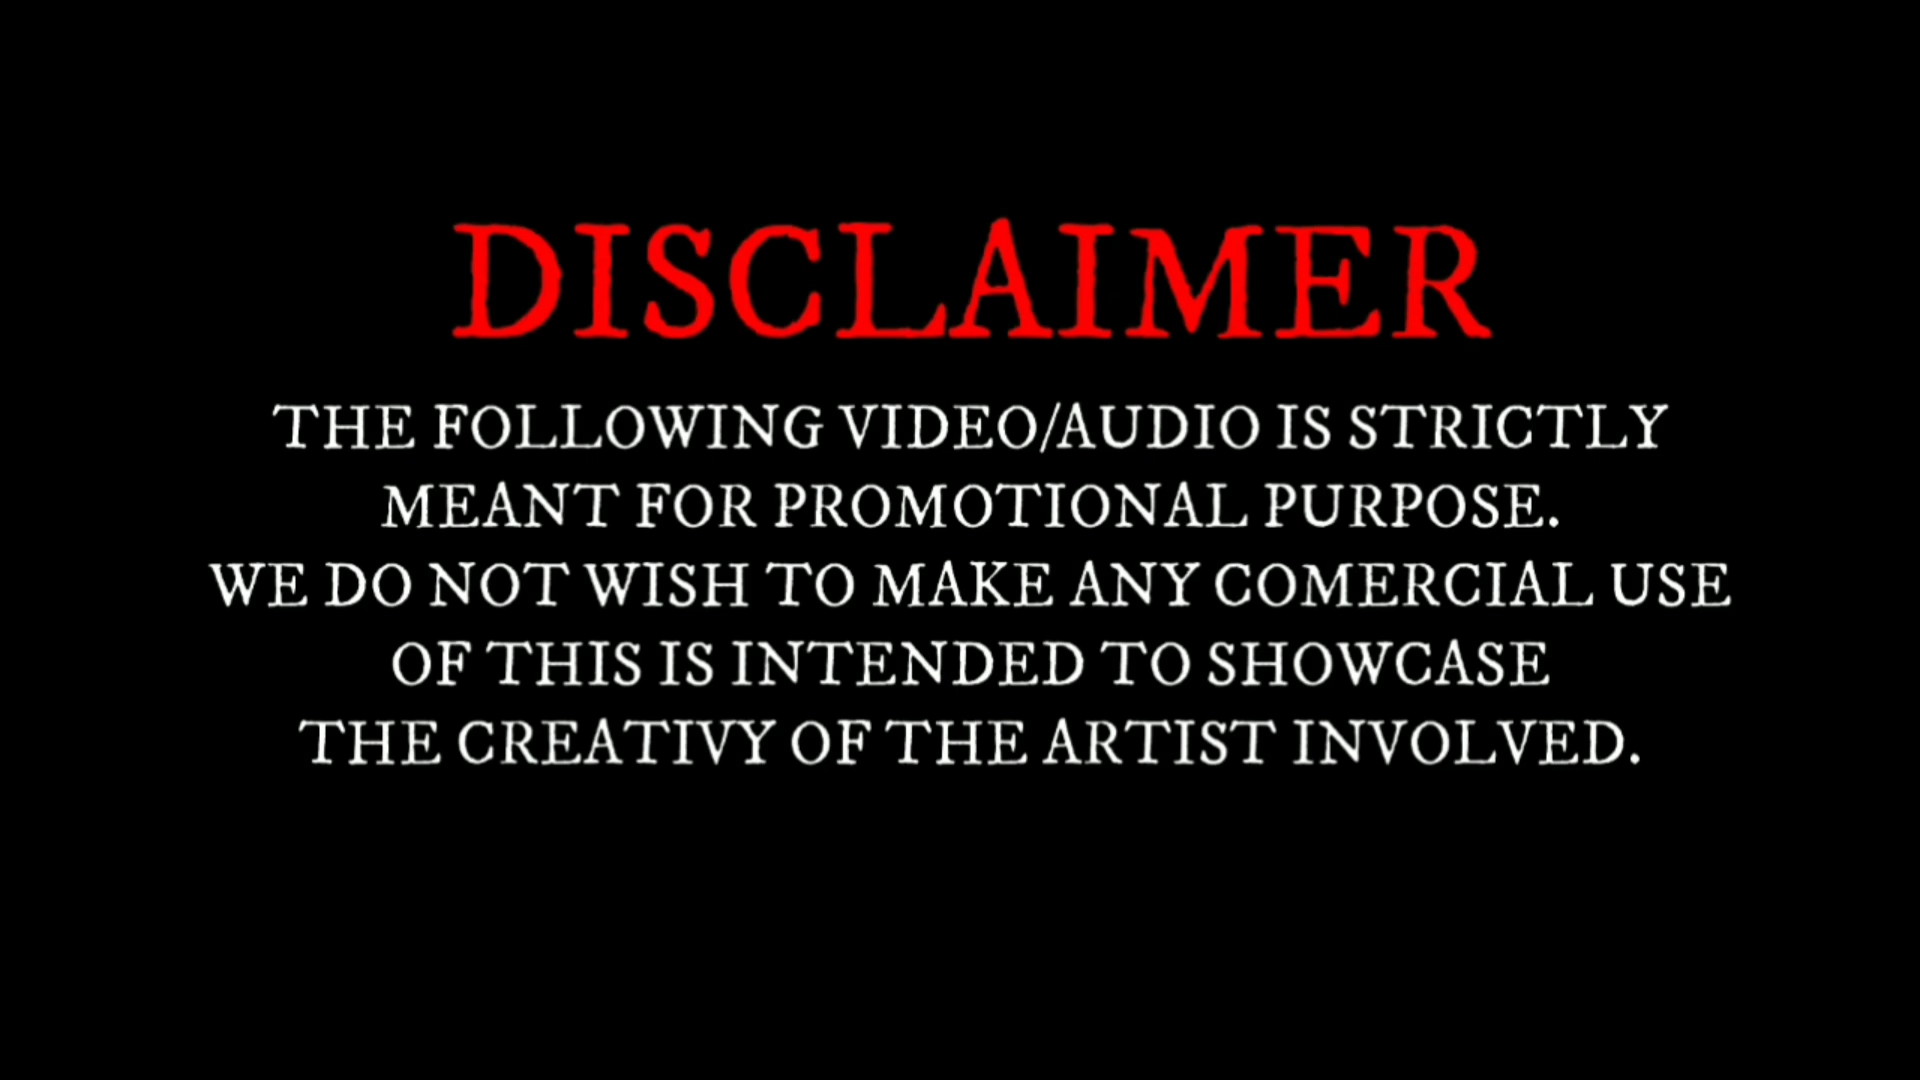 DISCLAIMER
THE FOLLOWING VIDEO/AUDIO IS STRICTLY
MEANT FOR PROMOTIONAL PURPOSE.
WE DO NOT WISH TO MAKE ANY COMERCIAL USE
OF THIS IS INTENDED TO SHOWCASE
THE CREATIVY OF THE ARTIST INVOLVED.